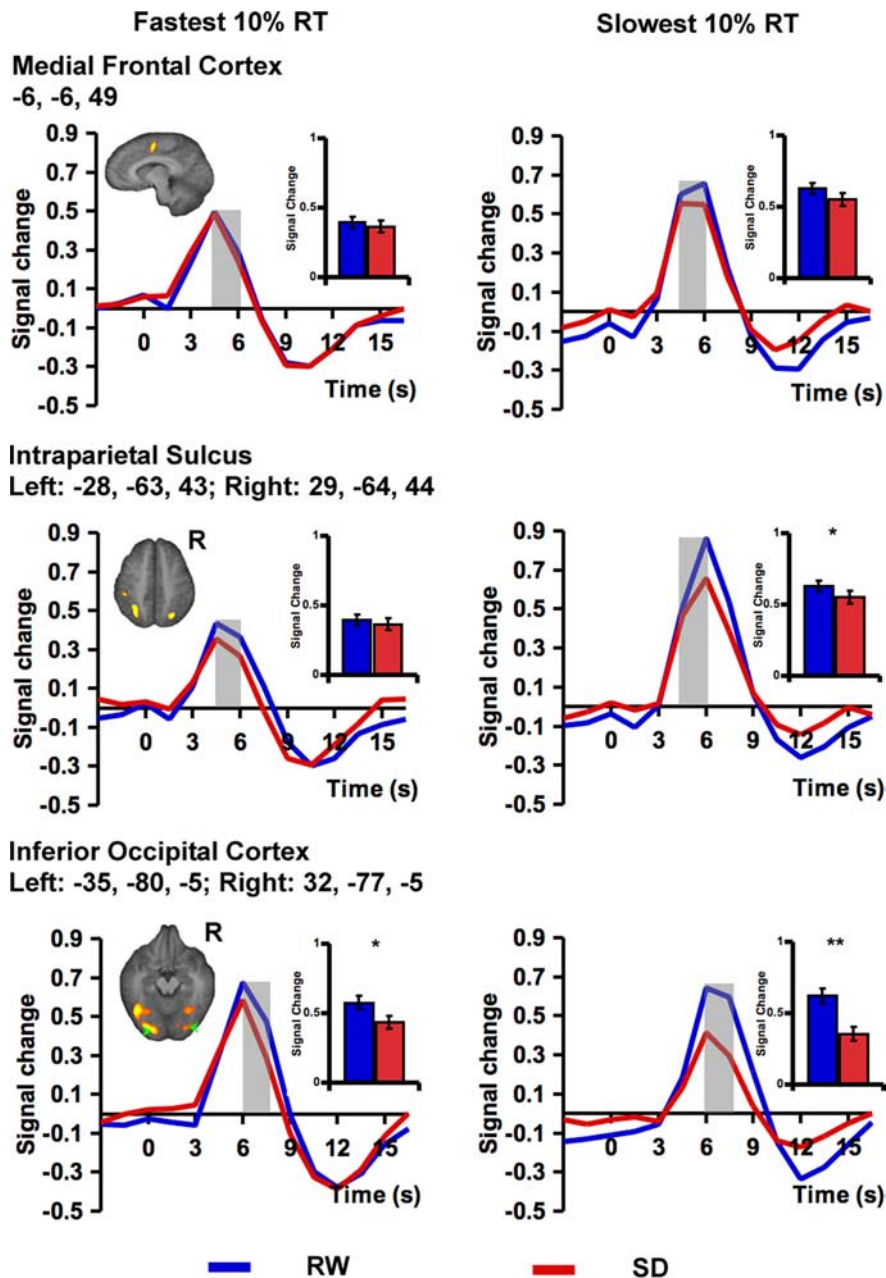 Fastest 10% RT
Slowest 10% RT
Medial Frontal Cortex
-6, -6, 49
Signal change
0.9
0.7
0.5
0.3
0.1
-0.1
-0.3
-0.5
0 3 6 9 12 15
Time (s)
Signal Change
1
0.5
0
Signal change
0.9
0.7
0.5
0.3
0.1
-0.1
-0.3
-0.5
0 3 6 9 12 15
Time (s)
Signal Change
1
0.5
0
Intraparietal Sulcus
Left: -28, -63, 43; Right: 29, -64, 44
Signal change
0.9
0.7
0.5
0.3
0.1
-0.1
-0.3
-0.5
R
0 3 6 9 12 15
Time (s)
Signal Change
1
0.5
0
Signal change
0.9
0.7
0.5
0.3
0.1
-0.1
-0.3
-0.5
0 3 6 9 12 15
Time (s)
Signal Change
1
0.5
0
*
Inferior Occipital Cortex
Left: -35, -80, -5; Right: 32, -77, -5
Signal change
0.9
0.7
0.5
0.3
0.1
-0.1
-0.3
-0.5
R
0 3 6 9 12 15
Time (s)
Signal Change
1
0.5
0
*
Signal change
0.9
0.7
0.5
0.3
0.1
-0.1
-0.3
-0.5
0 3 6 9 12 15
Time (s)
Signal Change
1
0.5
0
**
RW
SD